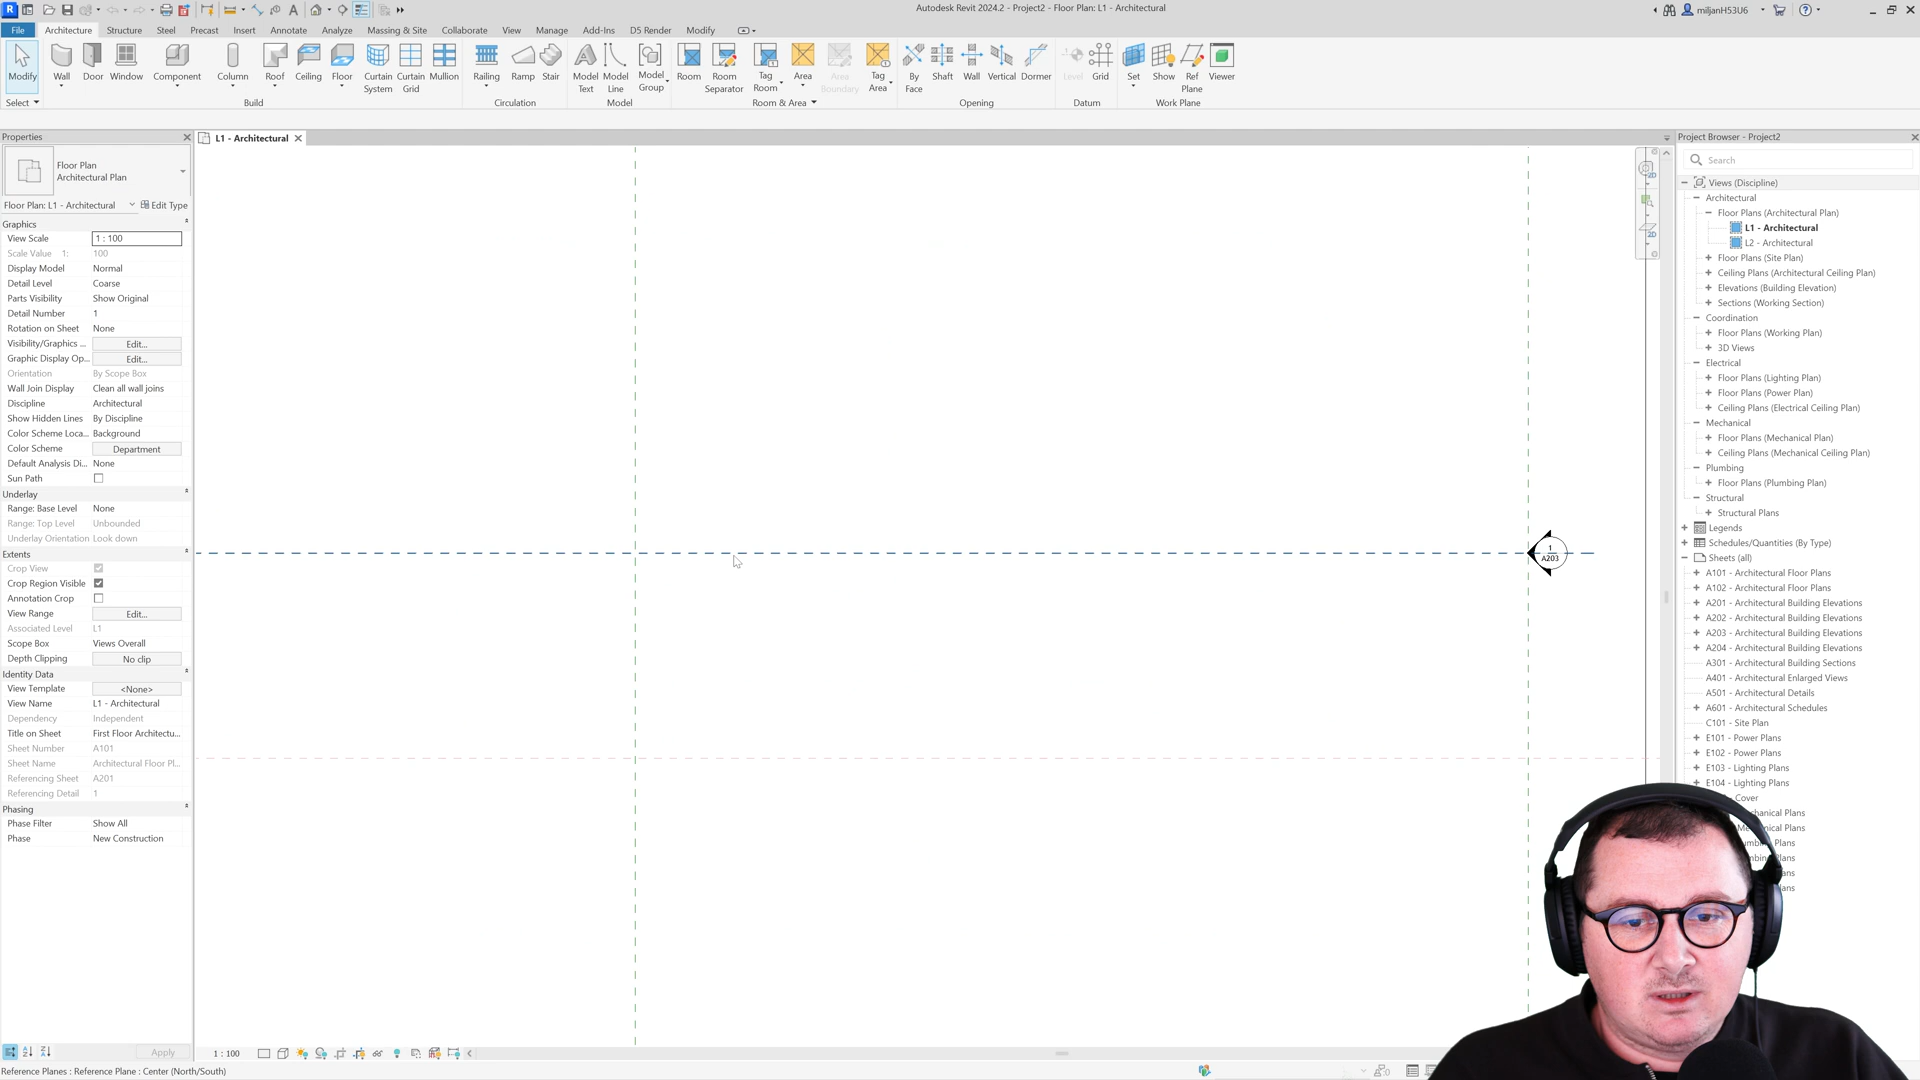 Autodesk Revit 2024.2 - Project2 - Floor Plan: L1 - Architectural
miljanH53U6
File Architecture Structure Steel Precast Insert Annotate Analyze Massing & Site Collaborate View Manage Add-Ins D5 Render Modify
Modify Wall Door Window Component Column Roof Ceiling Floor Curtain System Curtain Grid Mullion Railing Ramp Stair Model Text Model Line Model Group Room Room Separator Tag Room Area Area Boundary Tag Area By Face Shaft Wall Vertical Dormer Level Grid Set Show Ref Plane Viewer
Select Build Circulation Model Room & Area Opening Datum Work Plane
Properties
L1 - Architectural
Floor Plan
Architectural Plan
Floor Plan: L1 - Architectural Edit Type
Graphics
View Scale 1 : 100
Scale Value 1: 100
Display Model Normal
Detail Level Coarse
Parts Visibility Show Original
Detail Number 1
Rotation on Sheet None
Visibility/Graphics ... Edit...
Graphic Display Op... Edit...
Orientation By Scope Box
Wall Join Display Clean all wall joins
Discipline Architectural
Show Hidden Lines By Discipline
Color Scheme Loca... Background
Color Scheme Department
Default Analysis Di... None
Sun Path
Underlay
Range: Base Level None
Range: Top Level Unbounded
Underlay Orientation Look down
Extents
Crop View
Crop Region Visible
Annotation Crop
View Range Edit...
Associated Level L1
Scope Box Views Overall
Depth Clipping No clip
Identity Data
View Template <None>
View Name L1 - Architectural
Dependency Independent
Title on Sheet First Floor Architectu...
Sheet Number A101
Sheet Name Architectural Floor Pl...
Referencing Sheet A201
Referencing Detail 1
Phasing
Phase Filter Show All
Phase New Construction
Apply
1
A203
2D
2D
1 : 100
Reference Planes : Reference Plane : Center (North/South)
:0
Project Browser - Project2
Search
Views (Discipline)
Architectural
Floor Plans (Architectural Plan)
L1 - Architectural
L2 - Architectural
Floor Plans (Site Plan)
Ceiling Plans (Architectural Ceiling Plan)
Elevations (Building Elevation)
Sections (Working Section)
Coordination
Floor Plans (Working Plan)
3D Views
Electrical
Floor Plans (Lighting Plan)
Floor Plans (Power Plan)
Ceiling Plans (Electrical Ceiling Plan)
Mechanical
Floor Plans (Mechanical Plan)
Ceiling Plans (Mechanical Ceiling Plan)
Plumbing
Floor Plans (Plumbing Plan)
Structural
Structural Plans
Legends
Schedules/Quantities (By Type)
Sheets (all)
A101 - Architectural Floor Plans
A102 - Architectural Floor Plans
A201 - Architectural Building Elevations
A202 - Architectural Building Elevations
A203 - Architectural Building Elevations
A204 - Architectural Building Elevations
A301 - Architectural Building Sections
A401 - Architectural Enlarged Views
A501 - Architectural Details
A601 - Architectural Schedules
C101 - Site Plan
E101 - Power Plans
E102 - Power Plans
E103 - Lighting Plans
E104 - Lighting Plans
- Cover
Plans
Plans
Plans